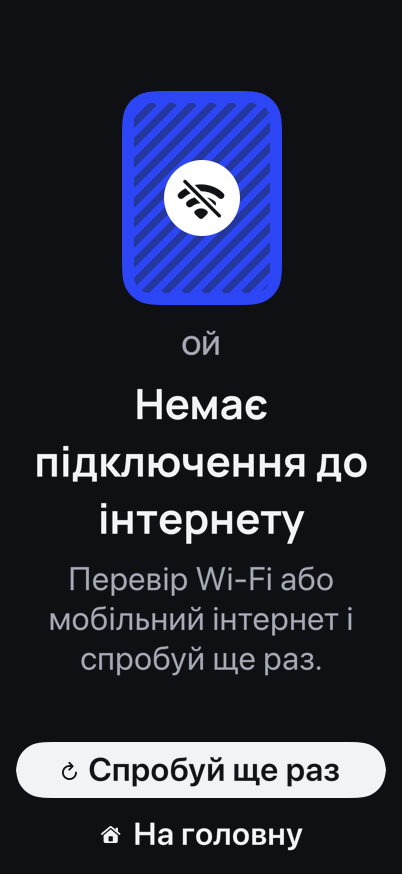 ой
Немає
підключення до
інтернету
Перевір Wi-Fi або
мобільний інтернет і
спробуй ще раз.
Спробуй ще раз
На головну